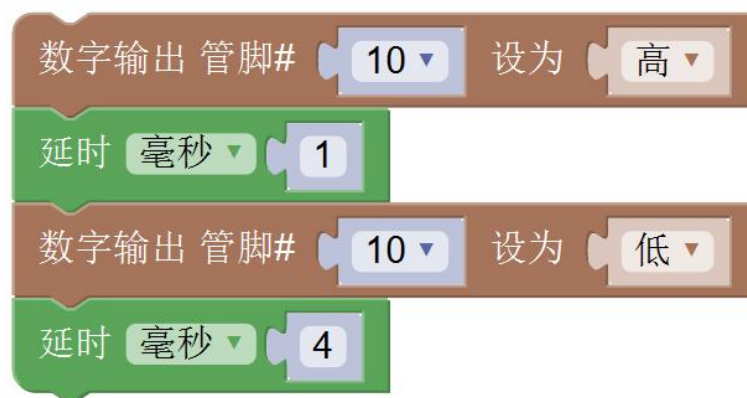 数字输出 管脚# 10 设为 高
延时 毫秒 1
数字输出 管脚# 10 设为 低
延时 毫秒 4